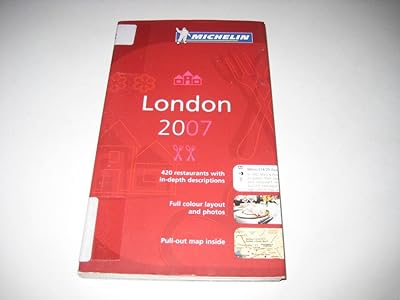 MICHELIN
London
2007
420 restaurants with
in-depth descriptions
Full colour layout
and photos
Pull-out map inside